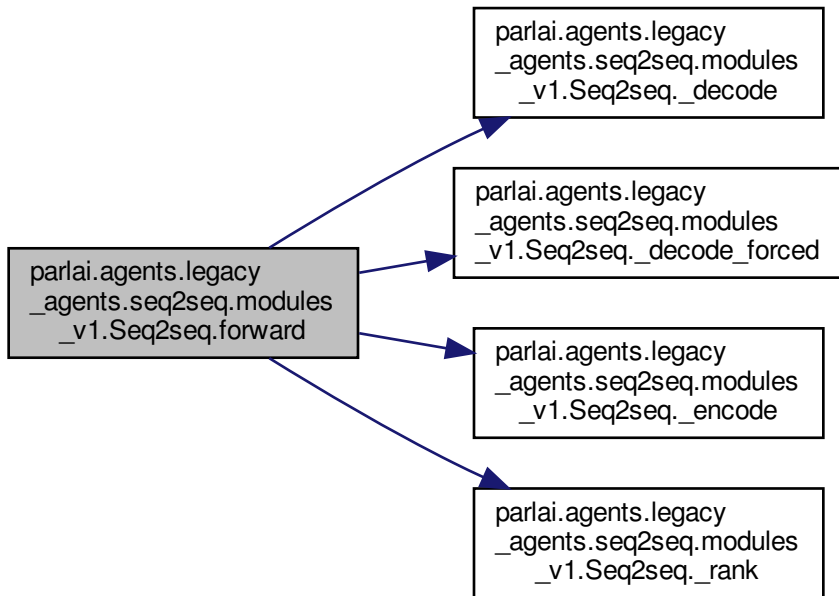 parlai.agents.legacy
_agents.seq2seq.modules
_v1.Seq2seq._decode
parlai.agents.legacy
_agents.seq2seq.modules
_v1.Seq2seq._decode_forced
parlai.agents.legacy
_agents.seq2seq.modules
_v1.Seq2seq.forward
parlai.agents.legacy
_agents.seq2seq.modules
_v1.Seq2seq._encode
parlai.agents.legacy
_agents.seq2seq.modules
_v1.Seq2seq._rank